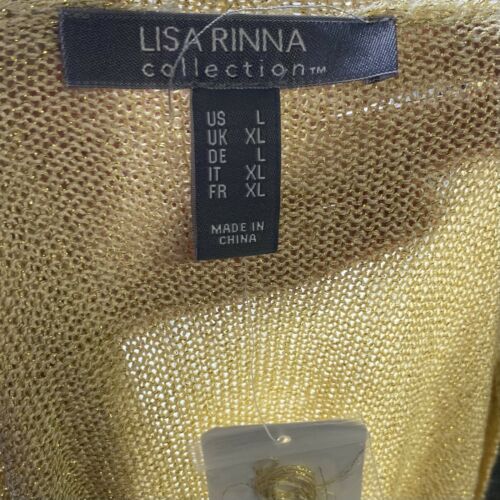 LISA RINNA
collection™
US L
UK XL
DE L
IT XL
FR XL
MADE IN
CHINA